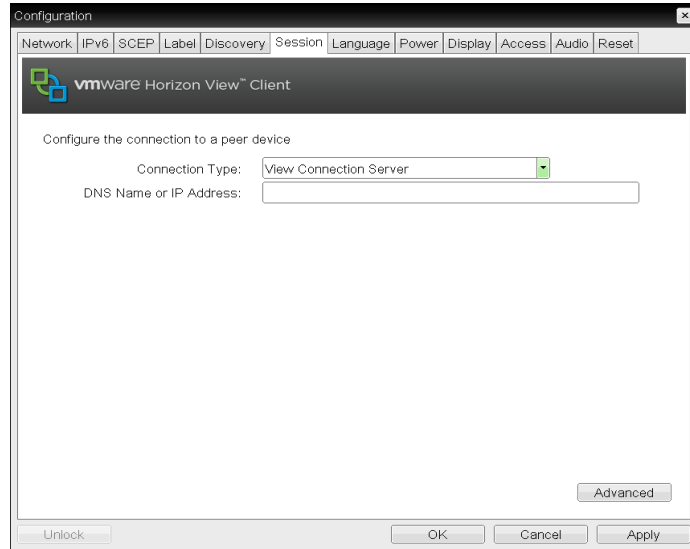 Configuration
Network IPv6 SCEP Label Discovery Session Language Power Display Access Audio Reset
vmware Horizon View™ Client
Configure the connection to a peer device
Connection Type: View Connection Server
DNS Name or IP Address:
Advanced
Unlock OK Cancel Apply